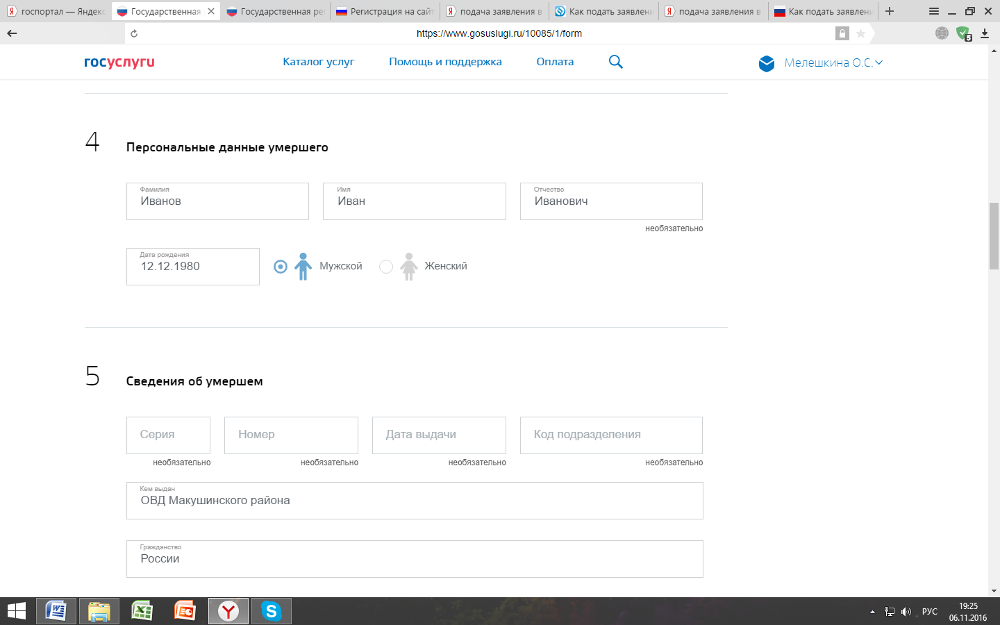 госпортал — Яндекс
Государственная
Государственная рег
Регистрация на сайт
подача заявления в
Как подать заявлени
подача заявления в
Как подать заявлени
https://www.gosuslugi.ru/10085/1/form
госуслуги
Каталог услуг
Помощь и поддержка
Оплата
Мелешкина О.С.
4
Персональные данные умершего
Фамилия
Иванов
Имя
Иван
Отчество
Иванович
необязательно
Дата рождения
12.12.1980
Мужской
Женский
5
Сведения об умершем
Серия
Номер
Дата выдачи
Код подразделения
необязательно
необязательно
необязательно
необязательно
Кем выдан
ОВД Макушинского района
Гражданство
России
РУС
19:25
06.11.2016